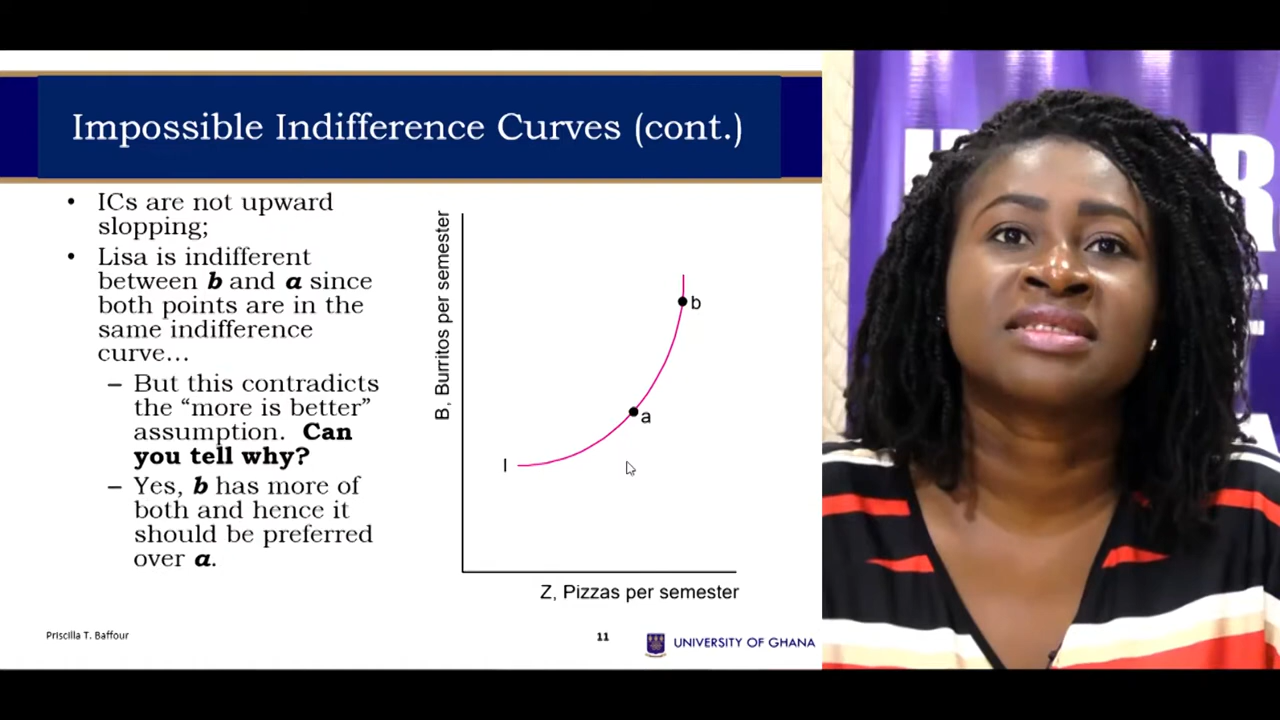 Impossible Indifference Curves (cont.)
• ICs are not upward
slopping;
• Lisa is indifferent
between b and a since
both points are in the
same indifference
curve…
– But this contradicts
the “more is better”
assumption. Can
you tell why?
– Yes, b has more of
both and hence it
should be preferred
over a.
B, Burritos per semester
b
a
I
Z, Pizzas per semester
Priscilla T. Baffour
11
UNIVERSITY OF GHANA